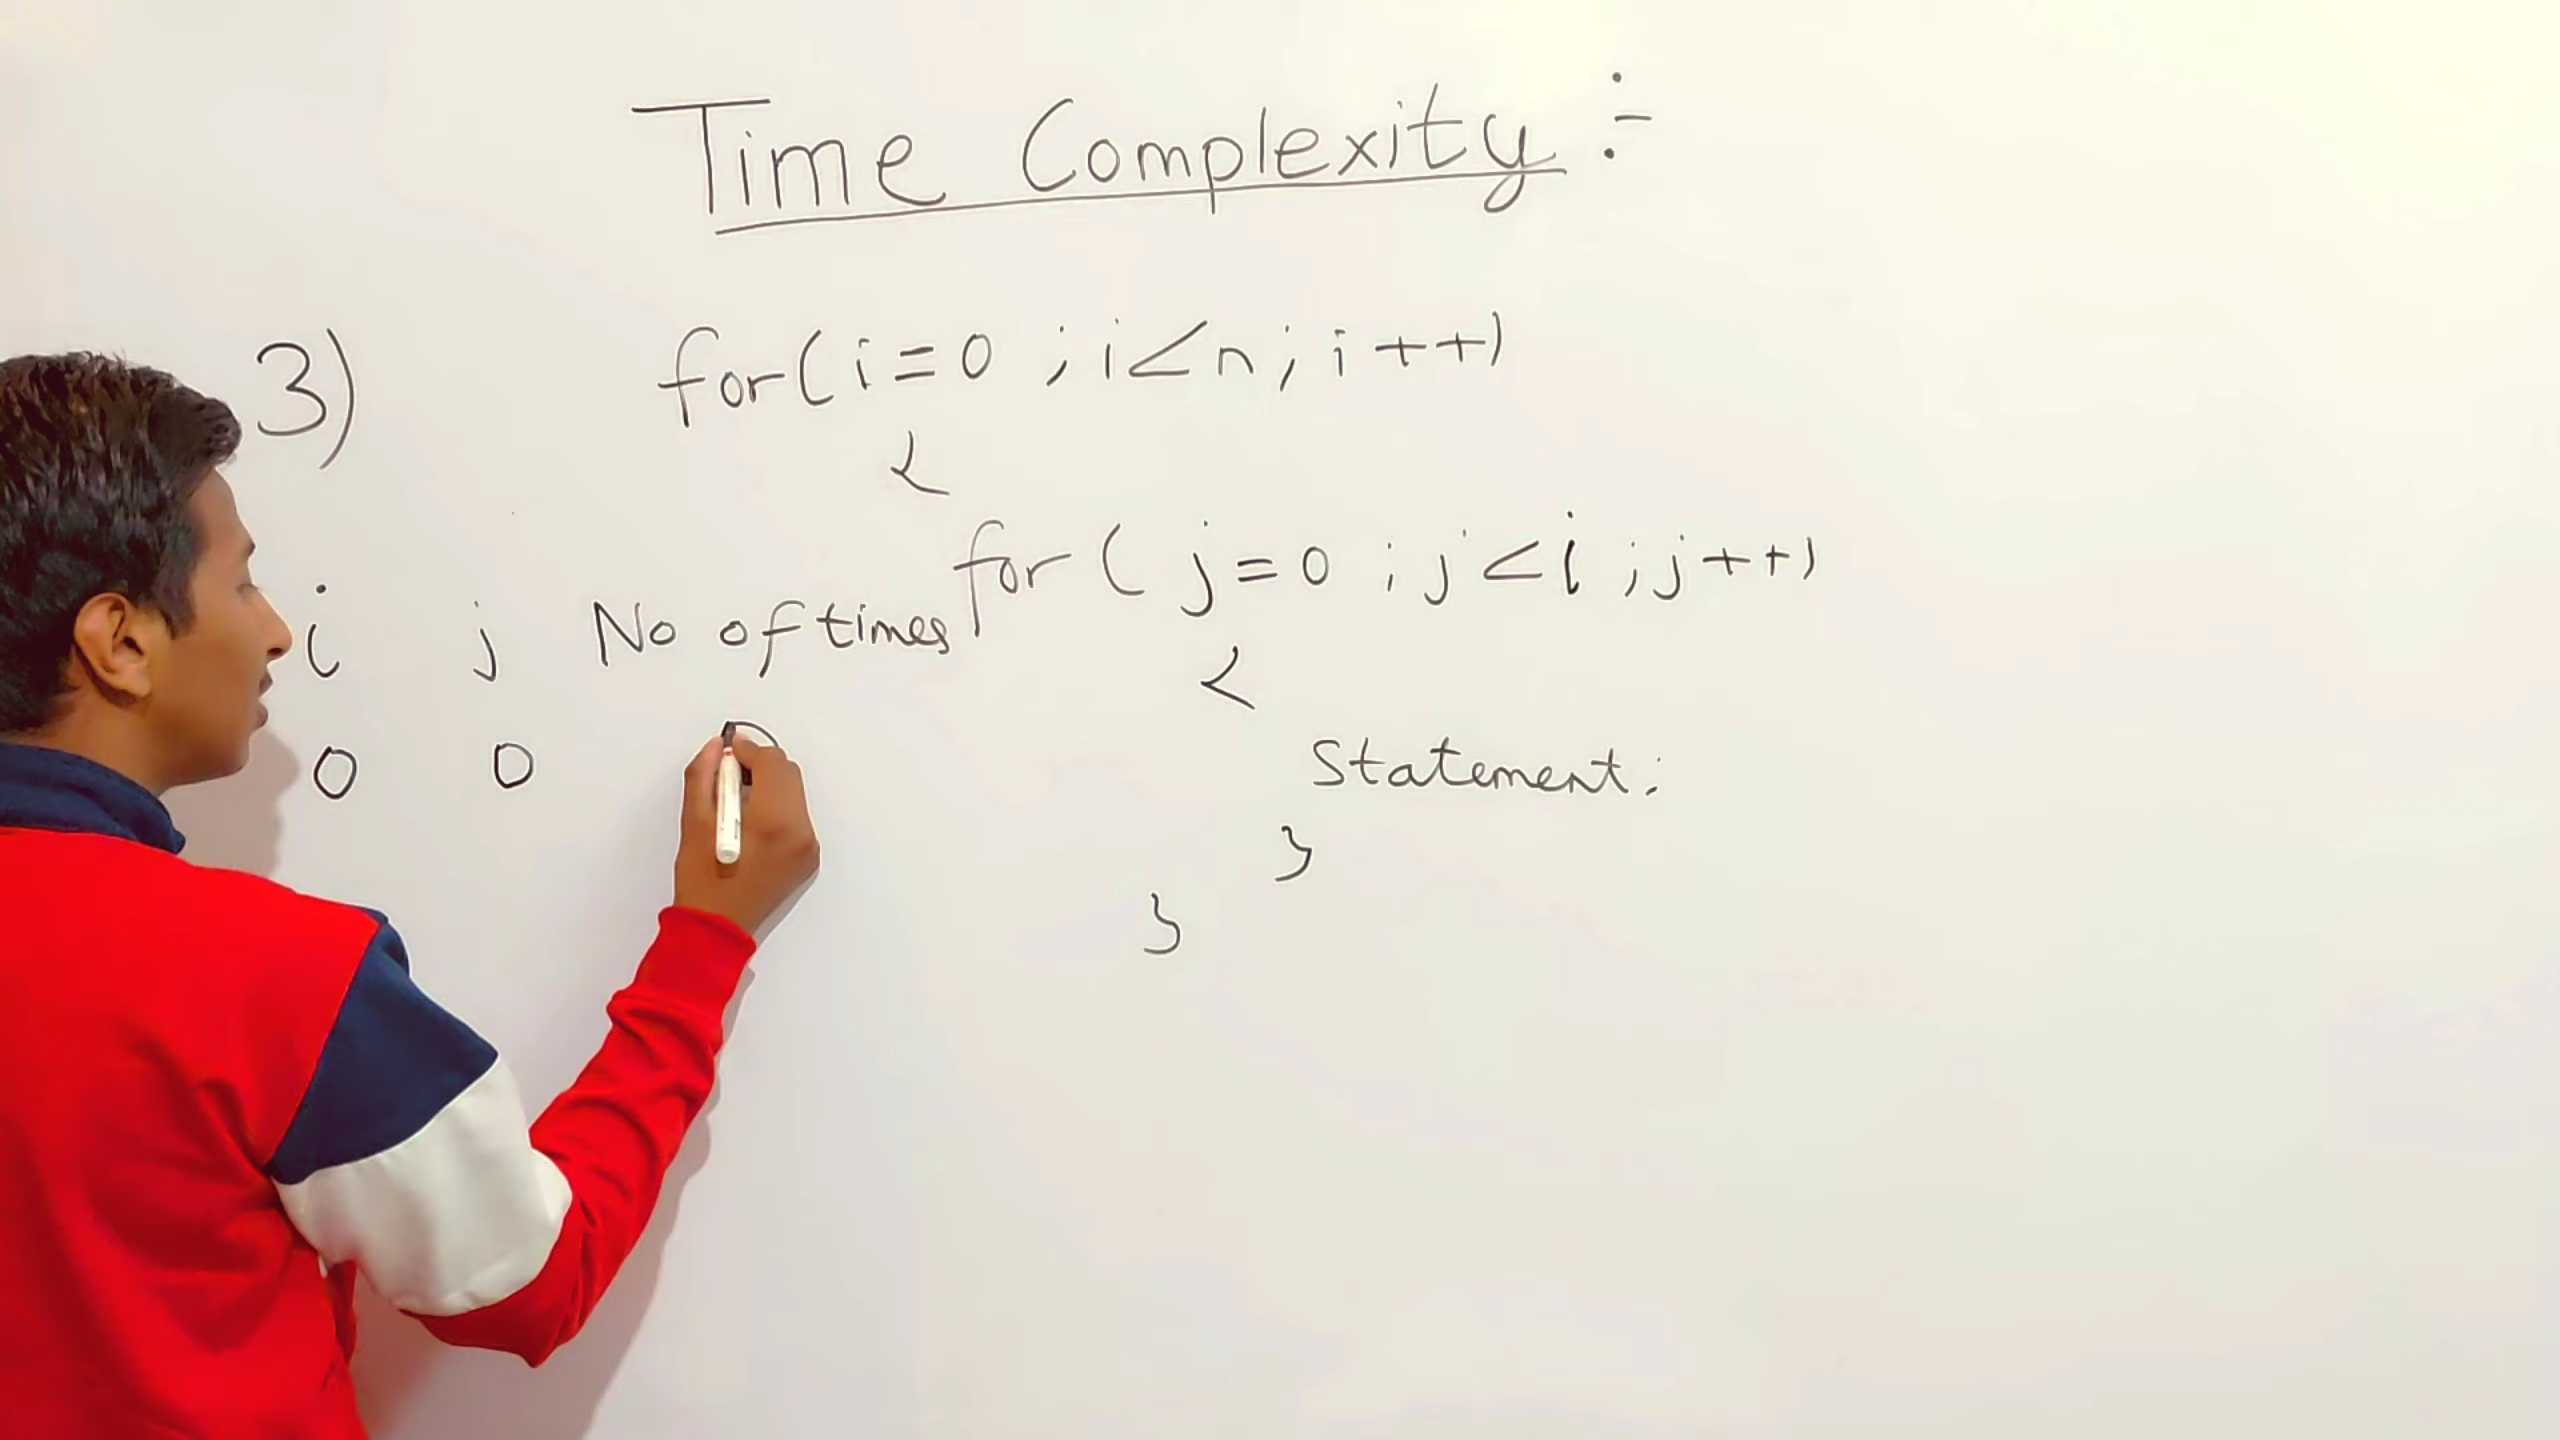 Time Complexity :-
3) for(i=0 ; i<n; i++)
{
for( j=0 ; j<i ; j++)
i j No of times
{
0 0
Statement;
}
}